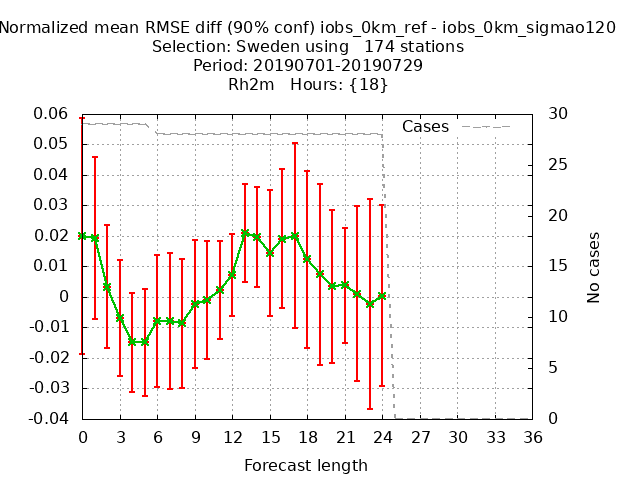 Normalized mean RMSE diff (90% conf) iobs_0km_ref - iobs_0km_sigmao120
Selection: Sweden using   174 stations
Period: 20190701-20190729
Rh2m   Hours: {18}
0.06
0.05
0.04
0.03
0.02
0.01
0
-0.01
-0.02
-0.03
-0.04
Cases
30
25
20
15
10
5
0
No cases
0 3 6 9 12 15 18 21 24 27 30 33 36
Forecast length